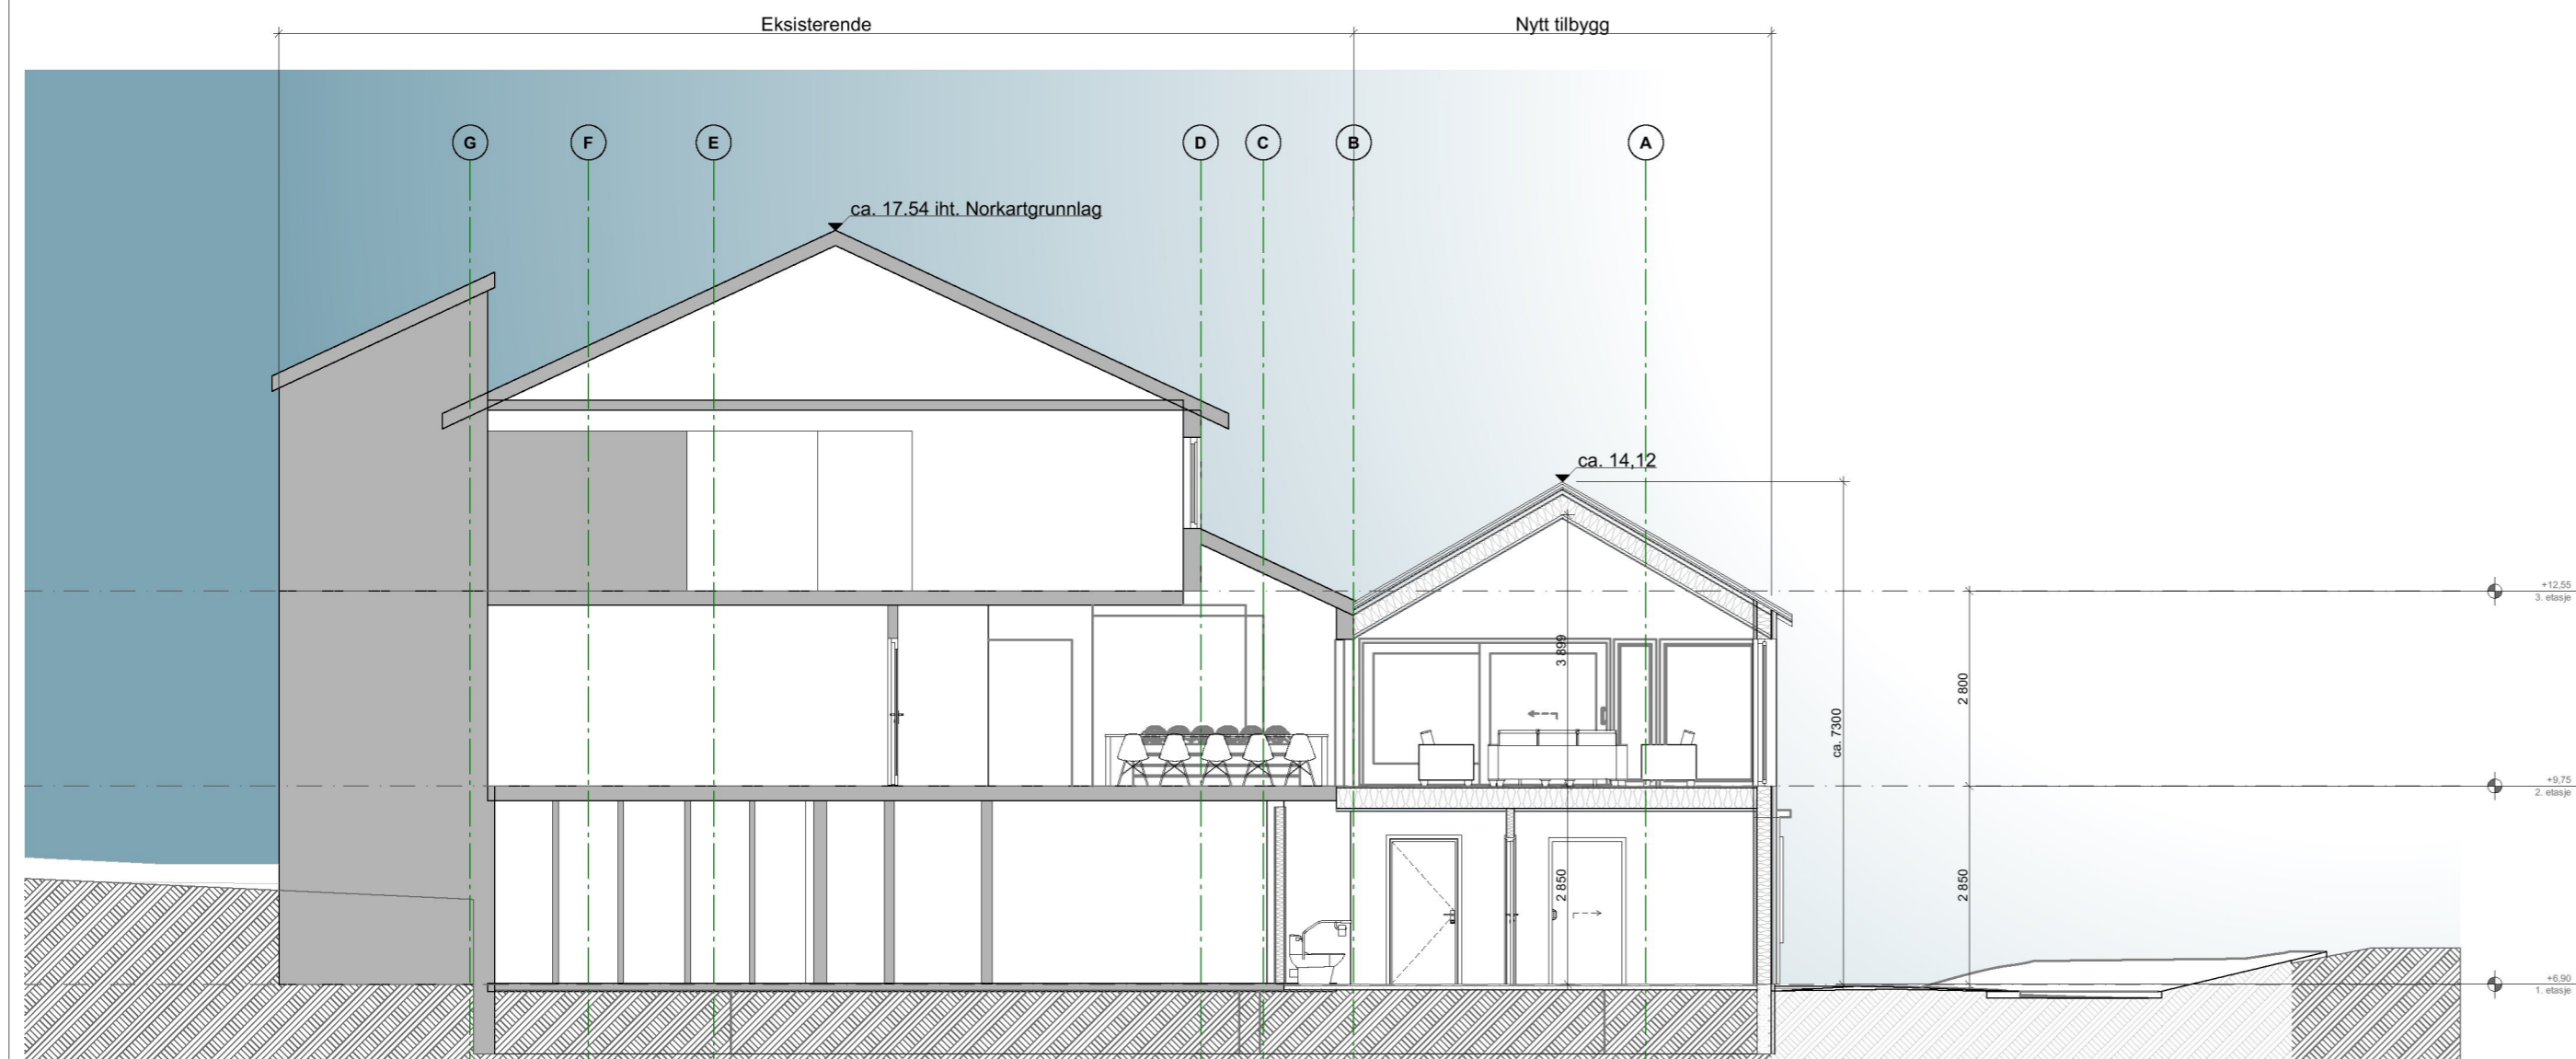 Eksisterende
Nytt tilbygg
G
F
E
D
C
B
A
ca. 17.54 iht. Norkartgrunnlag
ca. 14,12
+12,55
3. etasje
3 899
2 800
ca. 7300
+9,75
2. etasje
2 850
2 850
+6,90
1. etasje